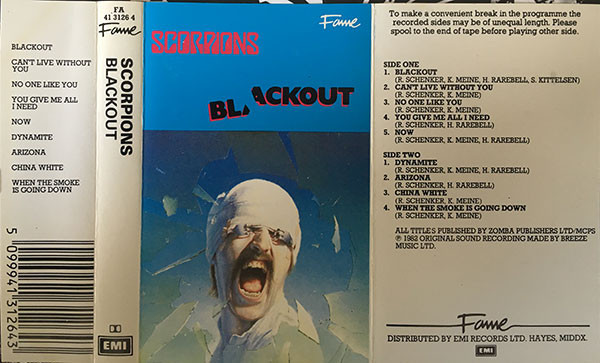 BLACKOUT
CAN'T LIVE WITHOUT
YOU
NO ONE LIKE YOU
YOU GIVE ME ALL
I NEED
NOW
DYNAMITE
ARIZONA
CHINA WHITE
WHEN THE SMOKE
IS GOING DOWN
5 099941 312643
FA
41 3126 4
Fame
SCORPIONS
BLACKOUT
EMI
Fame
SCORPIONS
BLACKOUT
To make a convenient break in the programme the
recorded sides may be of unequal length. Please
spool to the end of tape before playing other side.
SIDE ONE
1. BLACKOUT
(R. SCHENKER, K. MEINE, H. RAREBELL, S. KITTELSEN)
2. CAN'T LIVE WITHOUT YOU
(R. SCHENKER, K. MEINE)
3. NO ONE LIKE YOU
(R. SCHENKER, K. MEINE)
4. YOU GIVE ME ALL I NEED
(R. SCHENKER, H. RAREBELL)
5. NOW
(R. SCHENKER, K. MEINE, H. RAREBELL)
SIDE TWO
1. DYNAMITE
(R. SCHENKER, K. MEINE, H. RAREBELL)
2. ARIZONA
(R. SCHENKER, K. MEINE, H. RAREBELL)
3. CHINA WHITE
(R. SCHENKER, K. MEINE)
4. WHEN THE SMOKE IS GOING DOWN
(R. SCHENKER, K. MEINE)
ALL TITLES PUBLISHED BY ZOMBA PUBLISHERS LTD/MCPS
℗ 1982 ORIGINAL SOUND RECORDING MADE BY BREEZE
MUSIC LTD.
Fame
DISTRIBUTED BY EMI RECORDS LTD. HAYES, MIDDX.
EMI